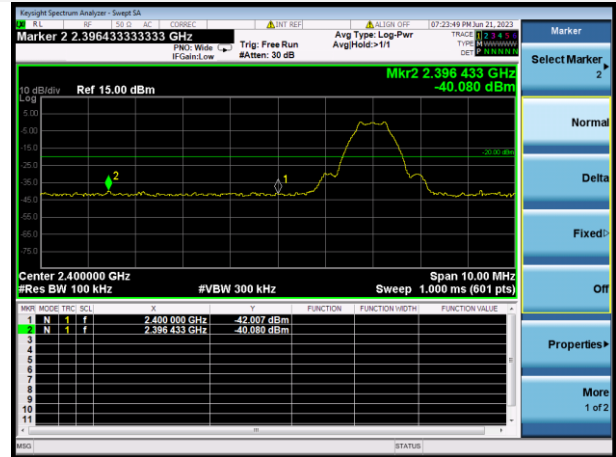 Keysight Spectrum Analyzer - Swept SA
RL RF 50 Ω AC CORREC INT REF ALIGN OFF 07:23:49 PM Jun 21, 2023
Marker 2 2.396433333333 GHz
PNO: Wide
IFGain:Low
Trig: Free Run
#Atten: 30 dB
Avg Type: Log-Pwr
Avg|Hold:>1/1
TRACE 1 2 3 4 5 6
TYPE M WWWWW
DET P NNNNN
Mkr2 2.396 433 GHz
-40.080 dBm
10 dB/div Ref 15.00 dBm
Log
5.00
-5.00
-15.0
-20.00 dBm
-25.0
-35.0
-45.0
-55.0
-65.0
-75.0
2
1
Center 2.400000 GHz
Span 10.00 MHz
#Res BW 100 kHz
#VBW 300 kHz
Sweep 1.000 ms (601 pts)
MKR MODE TRC SCL X Y FUNCTION FUNCTION WIDTH FUNCTION VALUE
1 N 1 f 2.400 000 GHz -42.007 dBm
2 N 1 f 2.396 433 GHz -40.080 dBm
3
4
5
6
7
8
9
10
11
MSG
STATUS
Marker
Select Marker
2
Normal
Delta
Fixed
Off
Properties
More
1 of 2